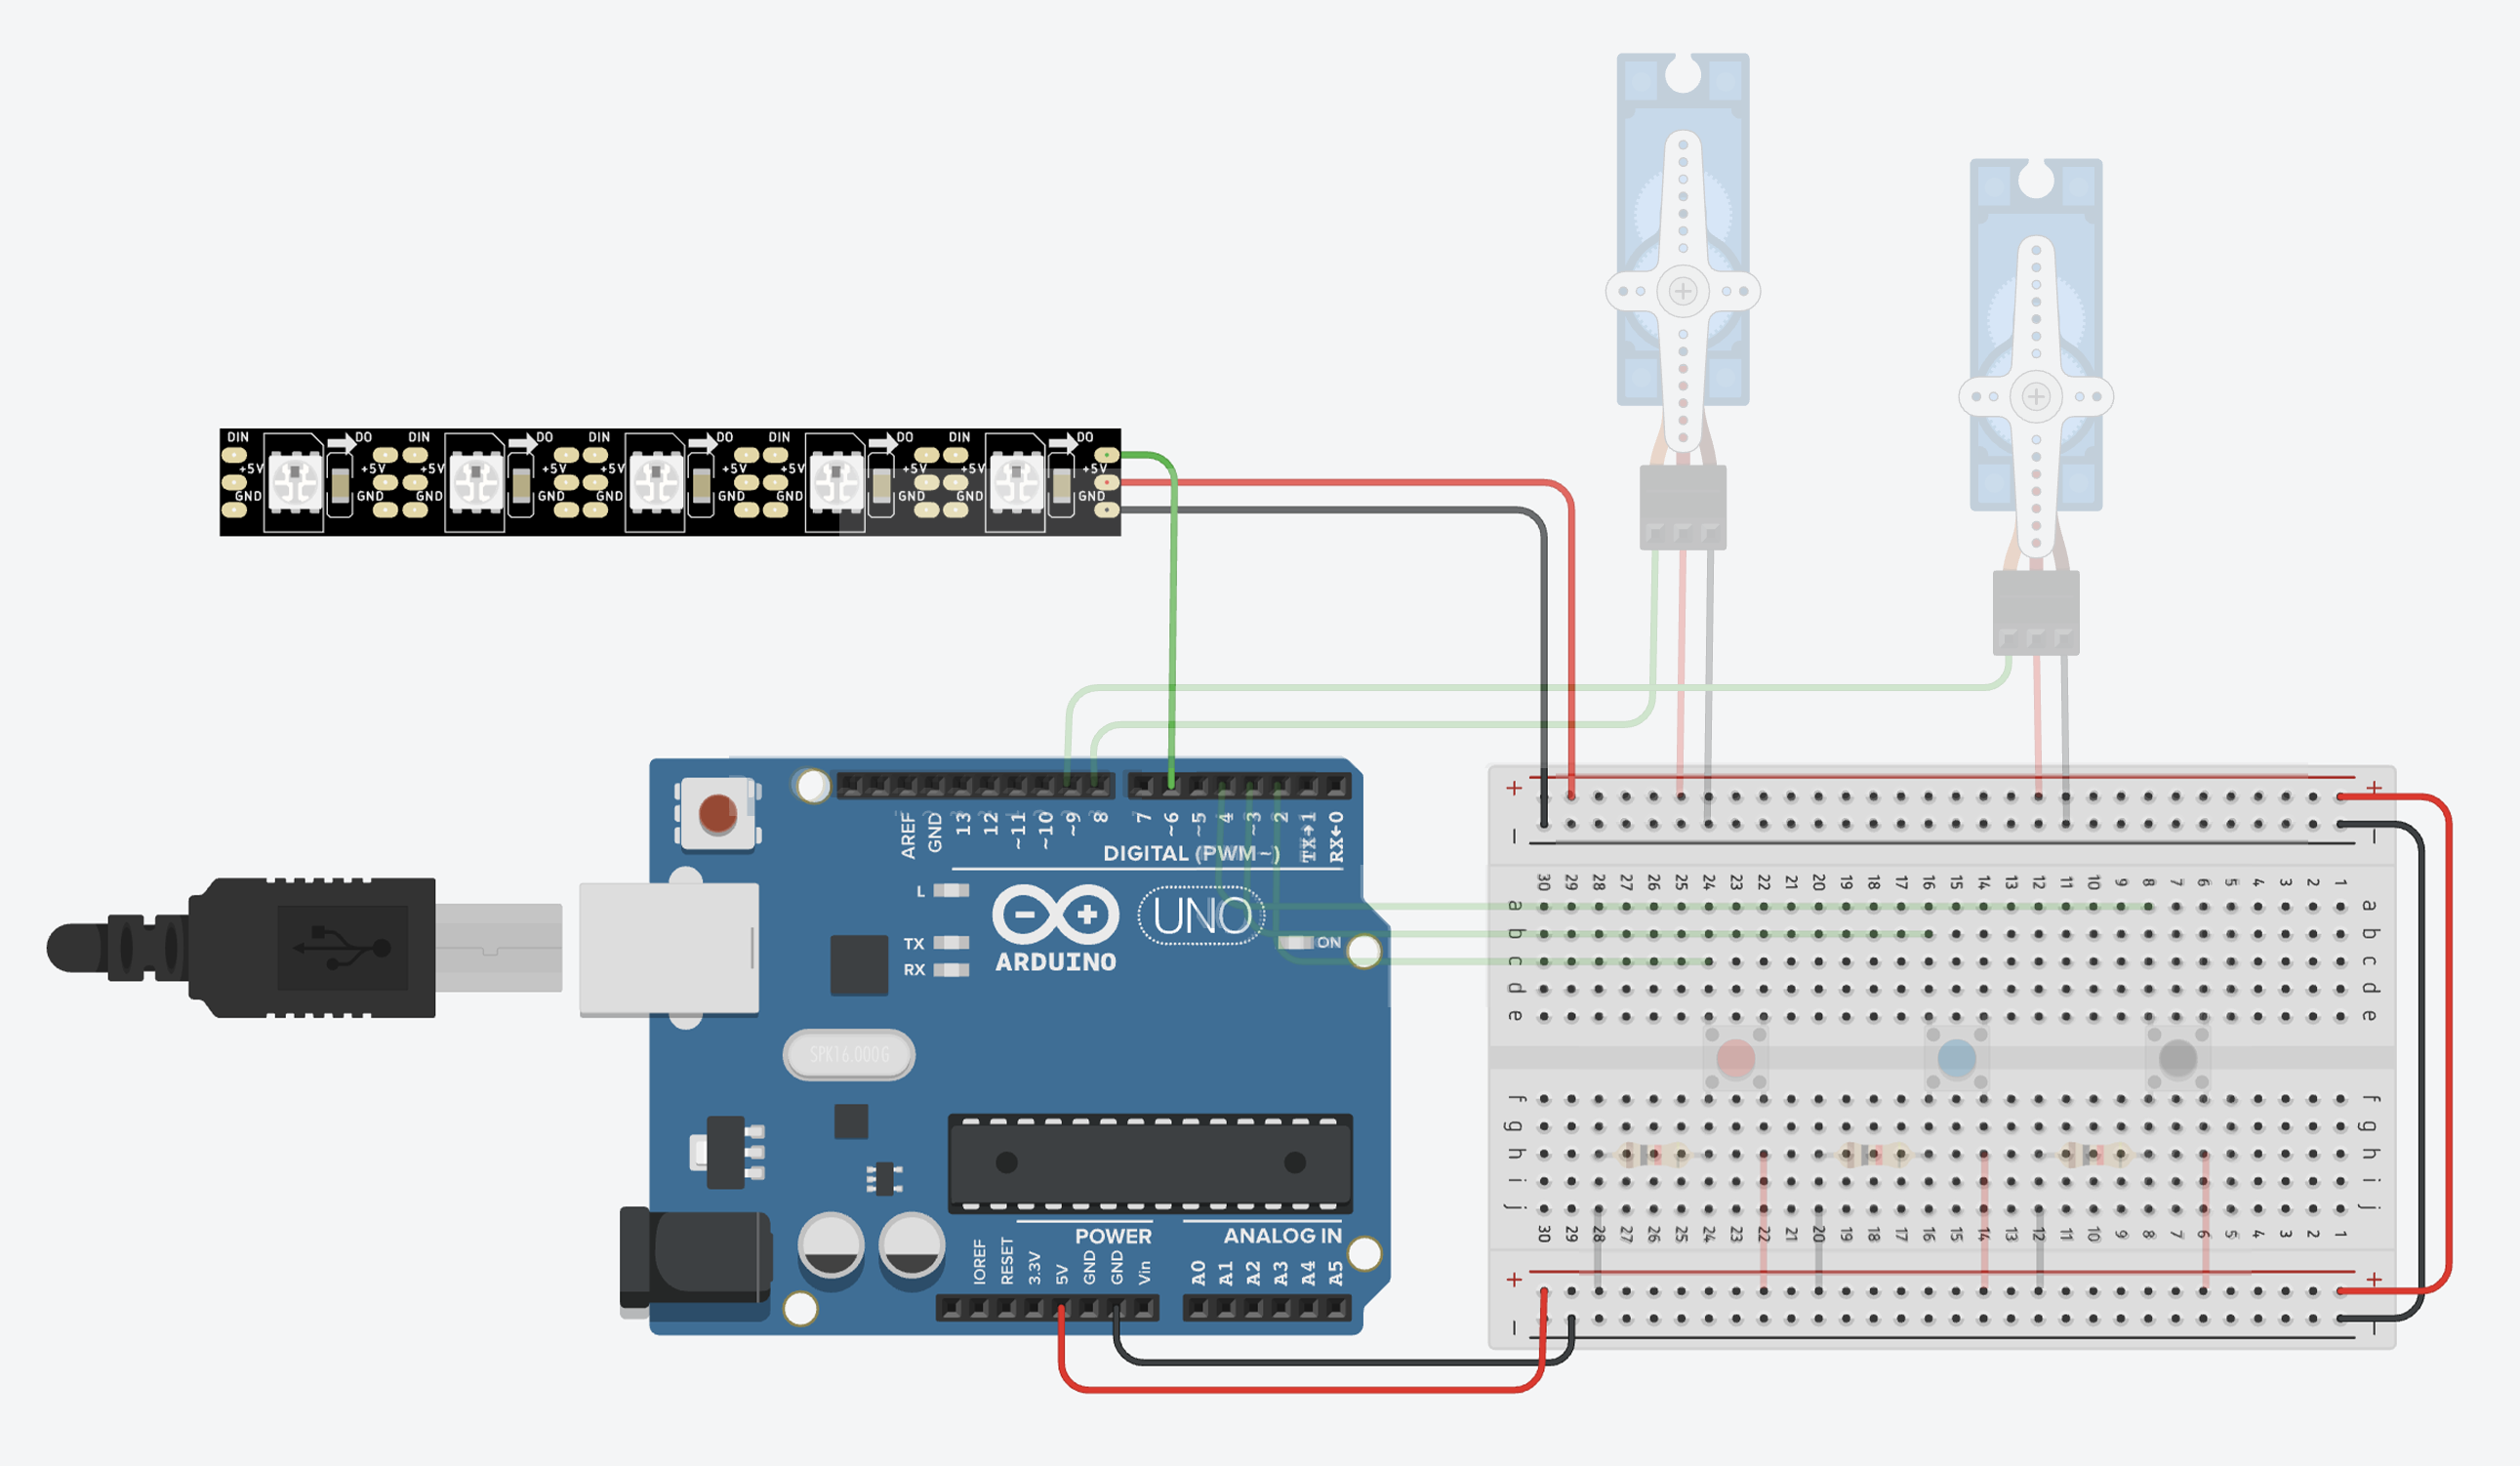 DIN DO DIN DO DIN DO DIN DO DIN DO
+5V +5V +5V +5V +5V +5V +5V +5V +5V +5V
GND GND GND GND GND GND GND GND GND GND
AREF GND 13 12 ~11 ~10 ~9 8 7 ~6 ~5 4 ~3 2 TX→1 RX←0
DIGITAL (PWM ~)
L
UNO
TX
ON
RX
ARDUINO
SPK16.000G
POWER ANALOG IN
IOREF RESET 3.3V 5V GND GND Vin A0 A1 A2 A3 A4 A5
+ +
− −
30 29 28 27 26 25 24 23 22 21 20 19 18 17 16 15 14 13 12 11 10 9 8 7 6 5 4 3 2 1
a a
b b
c c
d d
e e
f f
g g
h h
i i
j j
30 29 28 27 26 25 24 23 22 21 20 19 18 17 16 15 14 13 12 11 10 9 8 7 6 5 4 3 2 1
+ +
− −